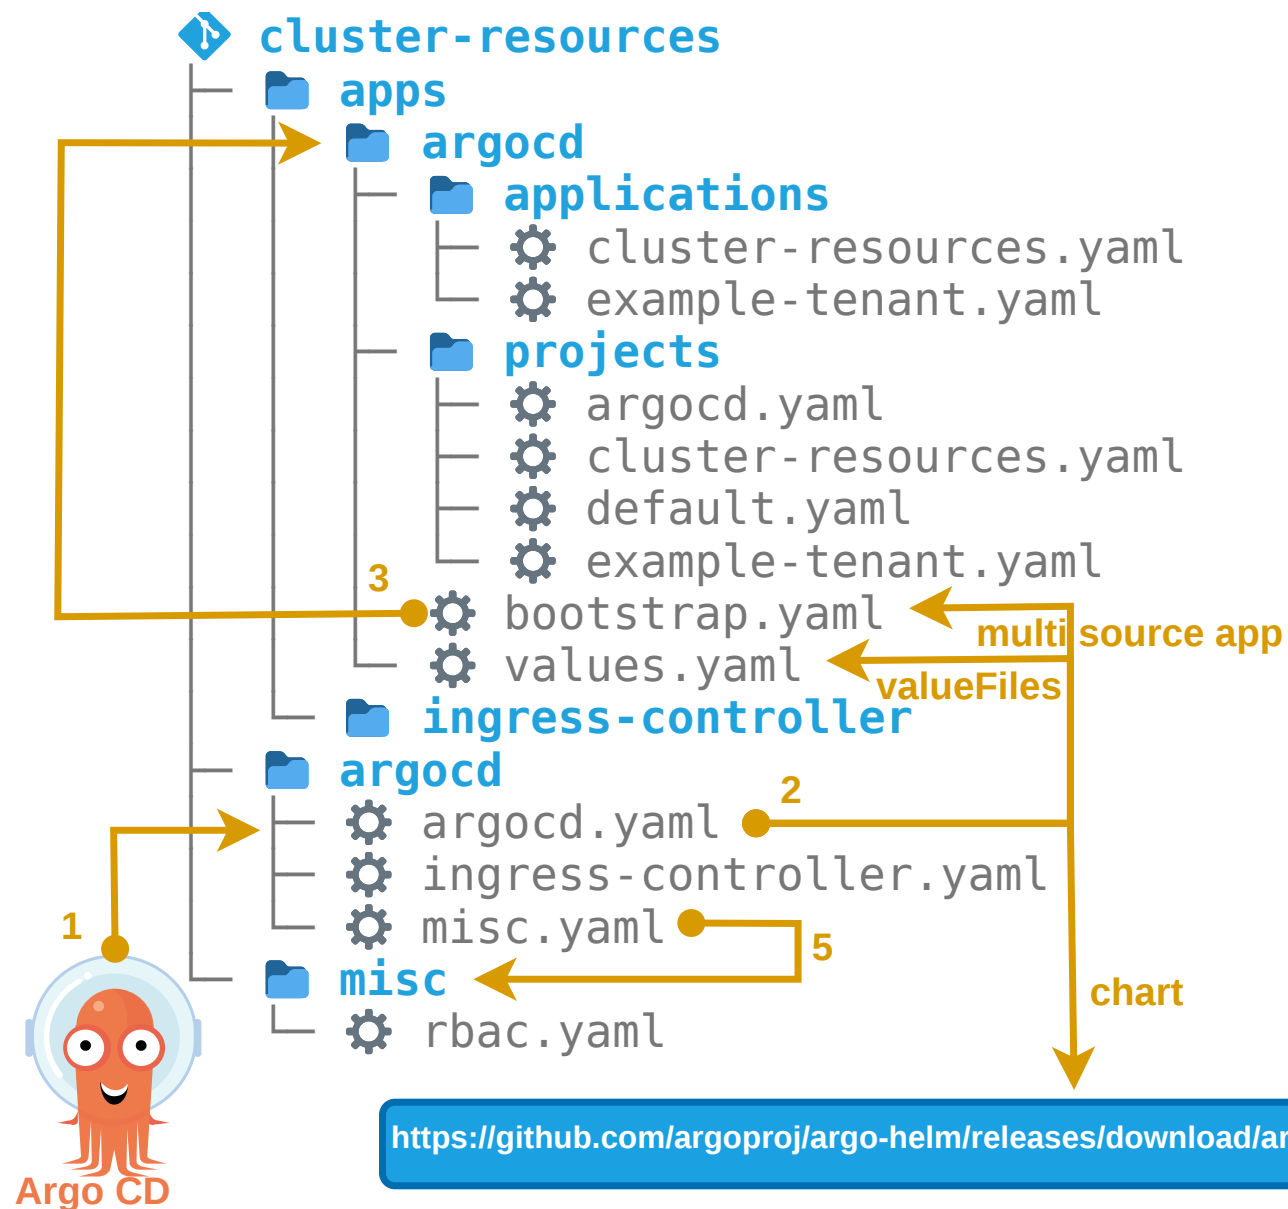 cluster-resources
apps
argocd
applications
cluster-resources.yaml
example-tenant.yaml
projects
argocd.yaml
cluster-resources.yaml
default.yaml
example-tenant.yaml
3
bootstrap.yaml
multi source app
values.yaml
valueFiles
ingress-controller
argocd
2
argocd.yaml
ingress-controller.yaml
1
misc.yaml
5
misc
chart
rbac.yaml
https://github.com/argoproj/argo-helm/releases/download/ar
Argo CD